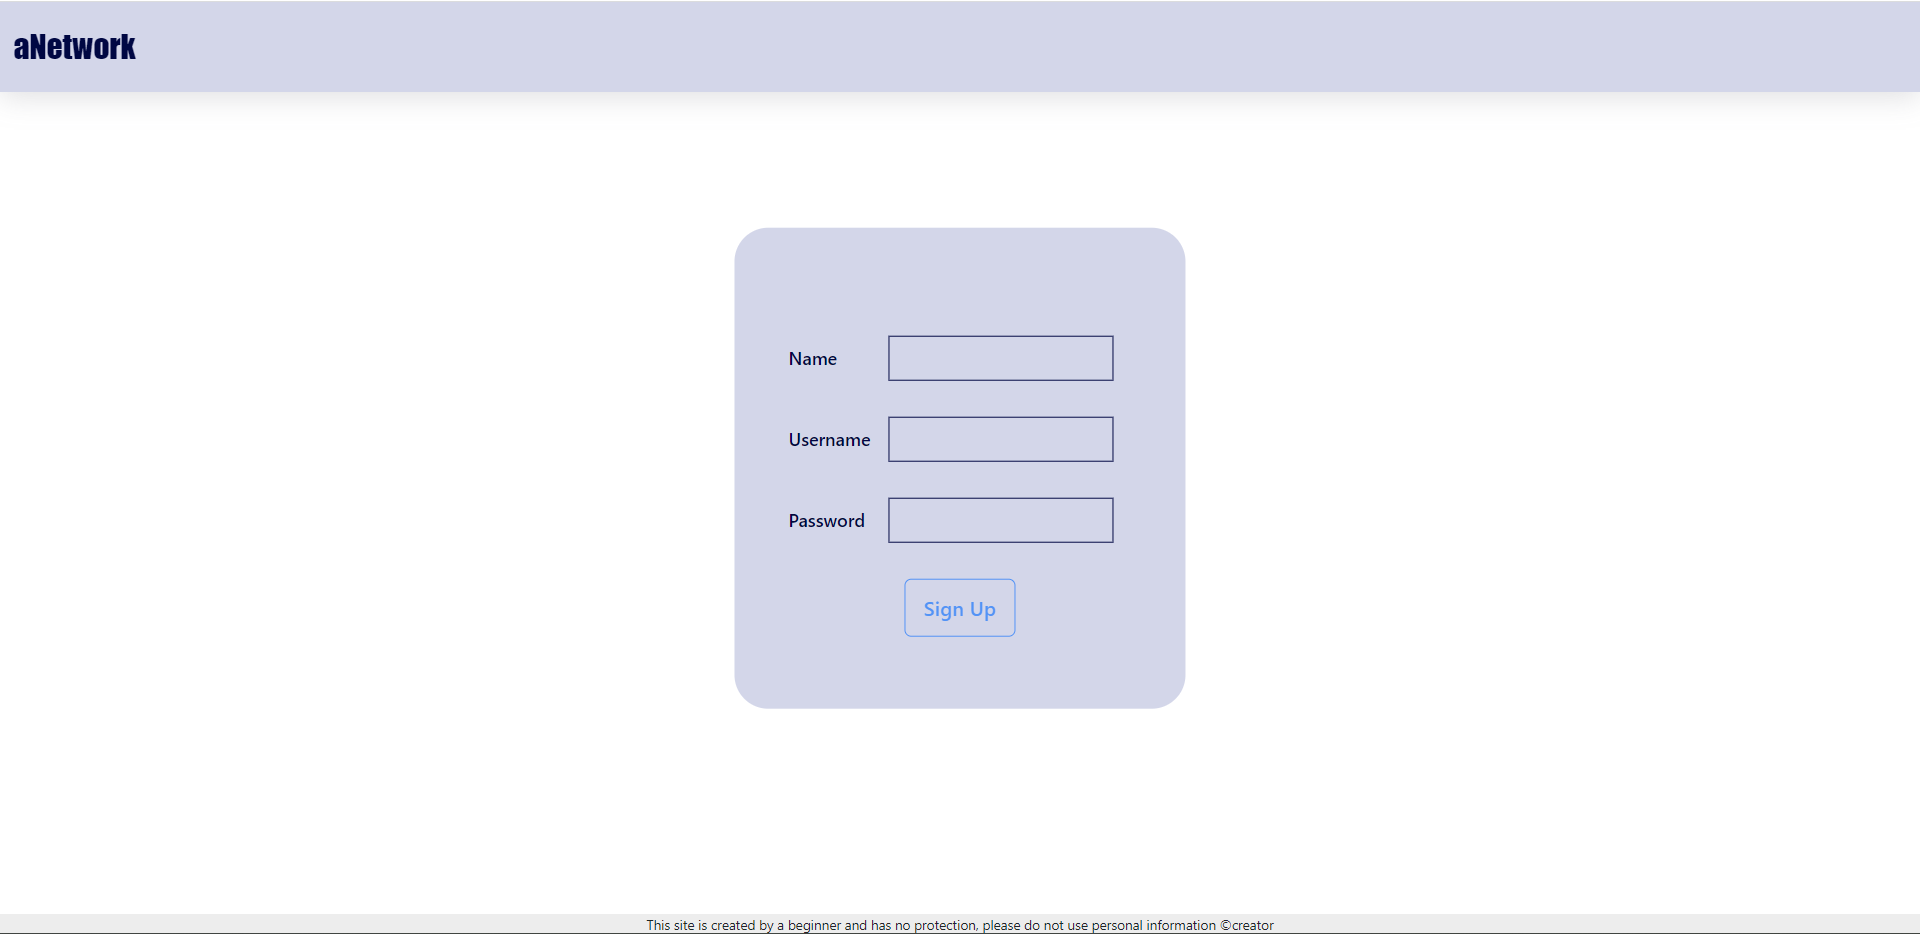 aNetwork
Name
Username
Password
Sign Up
This site is created by a beginner and has no protection, please do not use personal information ©creator